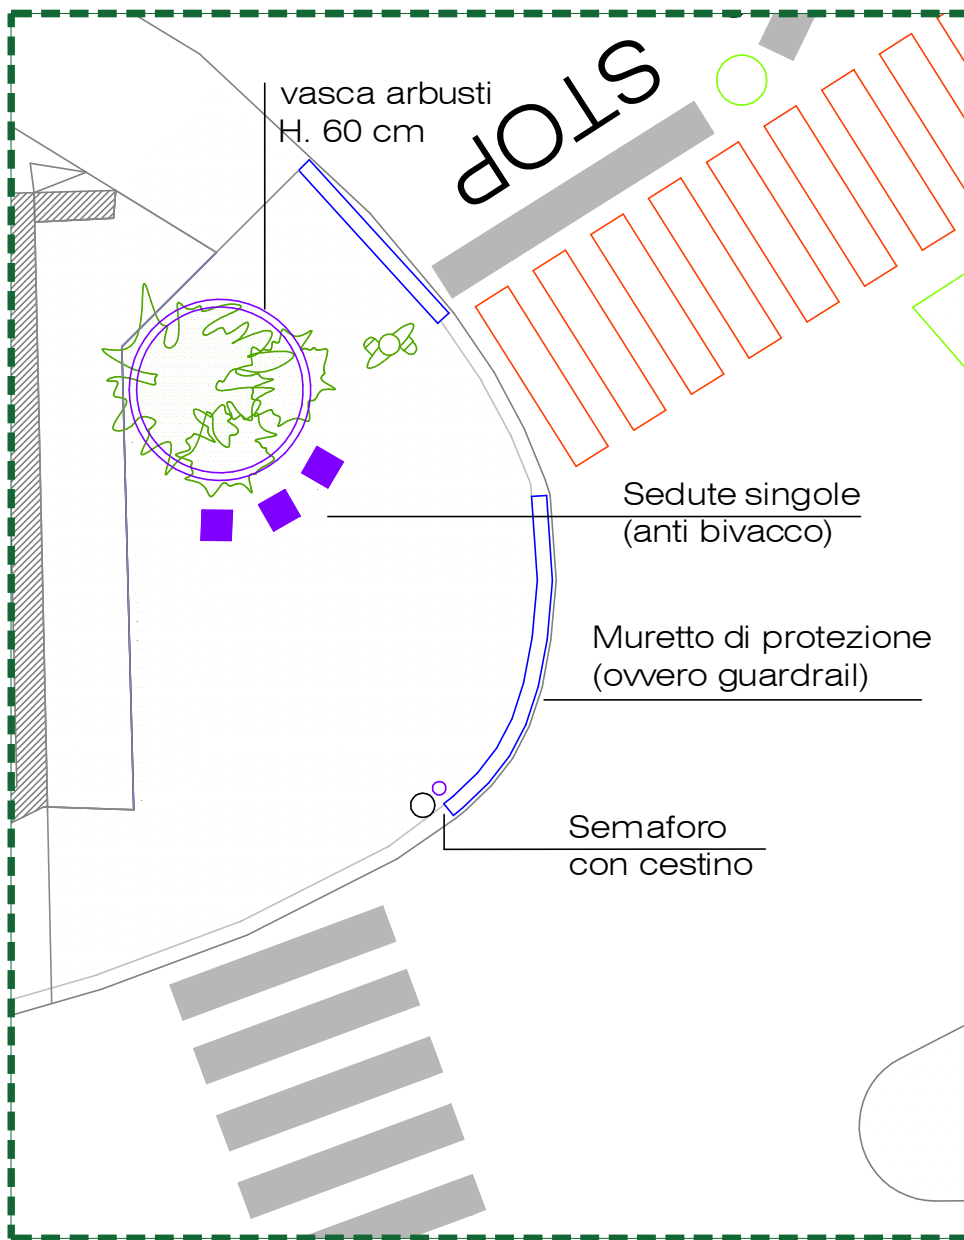 vasca arbusti
H. 60 cm
STOP
Sedute singole
(anti bivacco)
Muretto di protezione
(ovvero guardrail)
Semaforo
con cestino